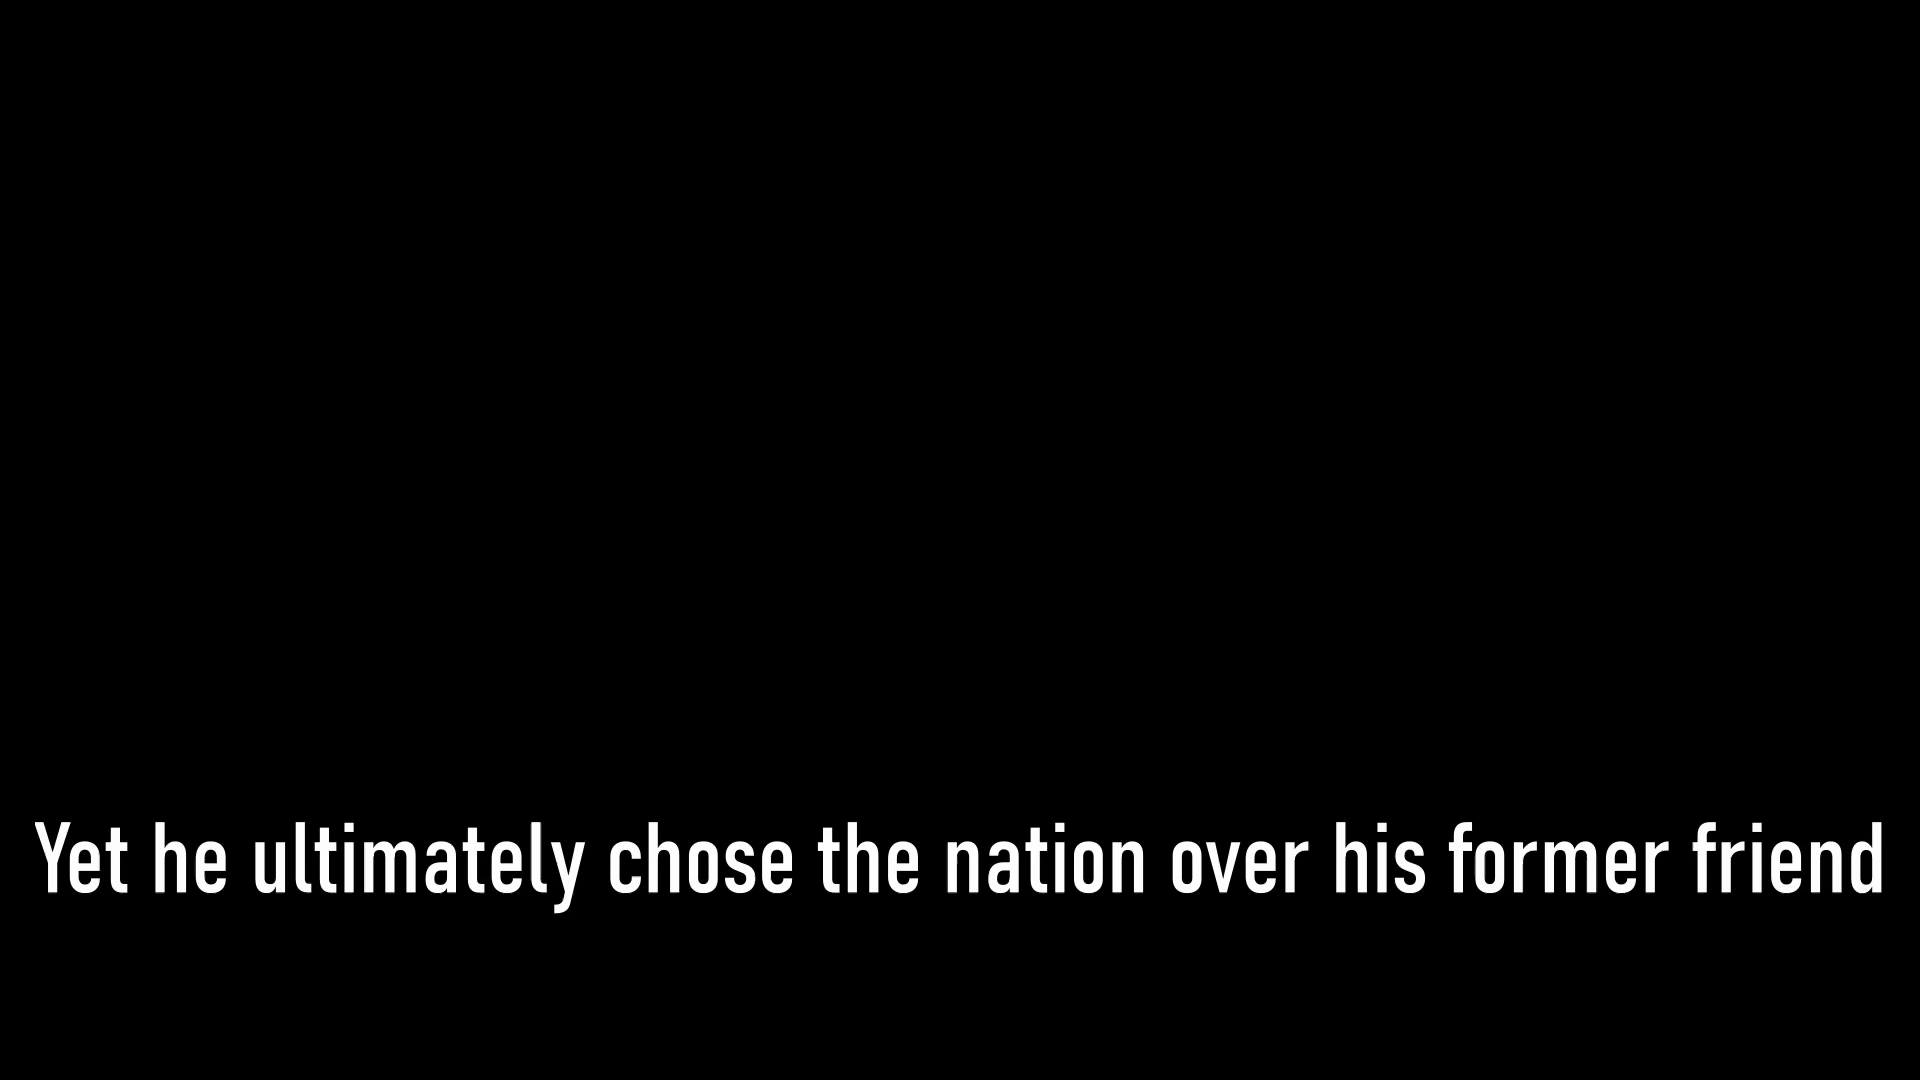 Yet he ultimately chose the nation over his former friend